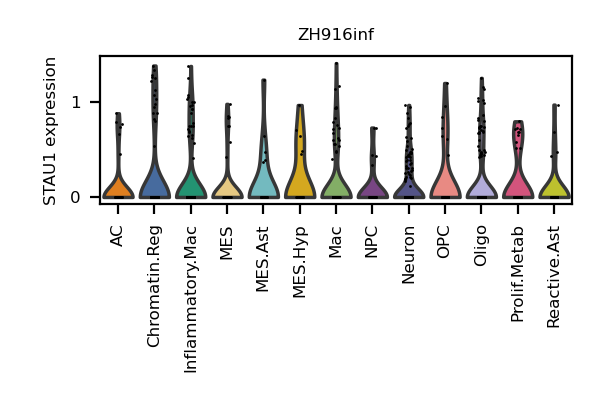 ZH916inf
STAU1 expression
1
0
AC
Chromatin.Reg
Inflammatory.Mac
MES
MES.Ast
MES.Hyp
Mac
NPC
Neuron
OPC
Oligo
Prolif.Metab
Reactive.Ast